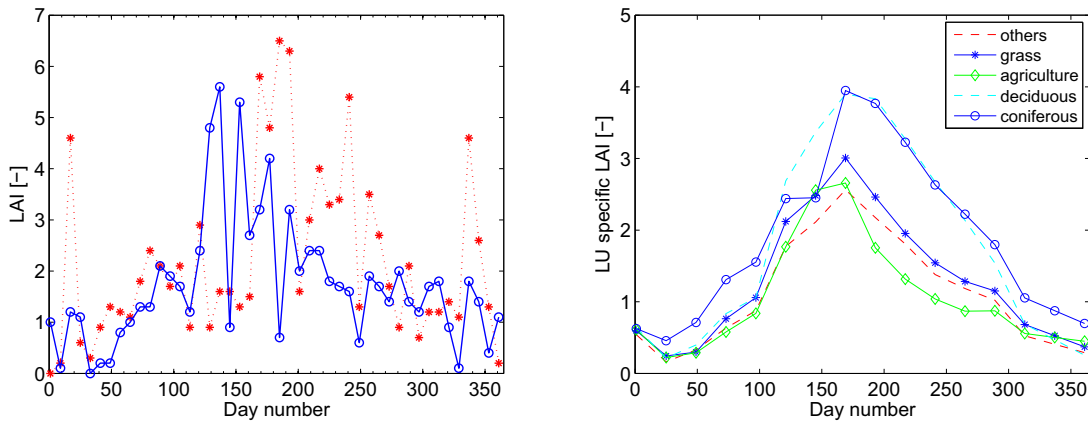 LAI [−]
7
6
5
4
3
2
1
0
0 50 100 150 200 250 300 350
Day number
LU specific LAI [−]
5
4
3
2
1
0
0 50 100 150 200 250 300 350
Day number
others
grass
agriculture
deciduous
coniferous